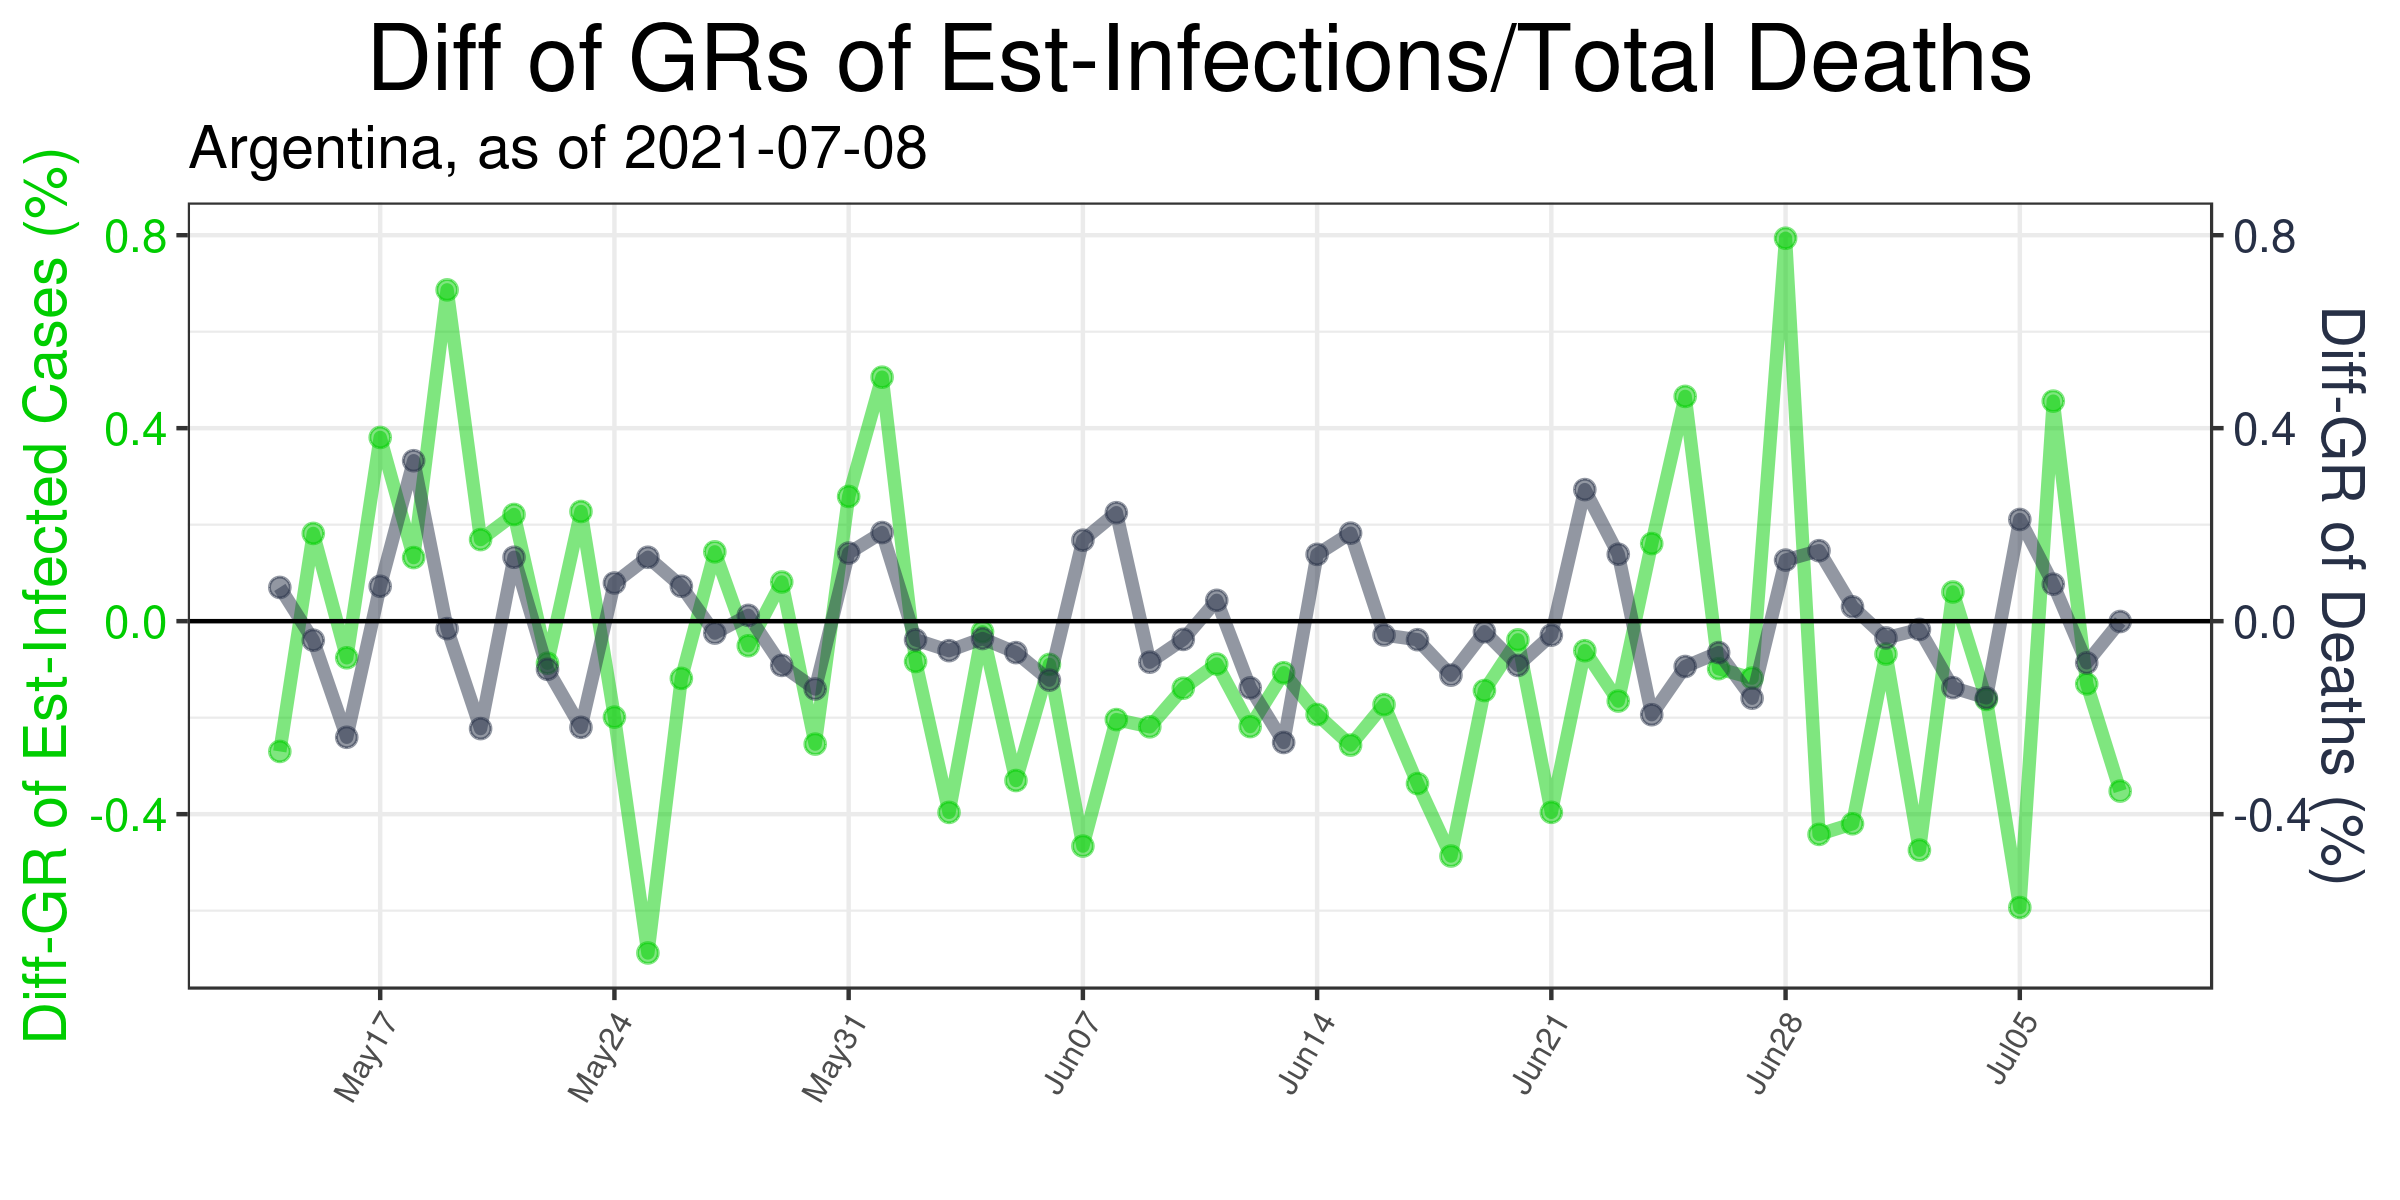 Diff of GRs of Est-Infections/Total Deaths
Argentina, as of 2021-07-08
Diff-GR of Est-Infected Cases (%)
0.8
0.4
0.0
-0.4
0.8
0.4
0.0
-0.4
Diff-GR of Deaths (%)
May17
May24
May31
Jun07
Jun14
Jun21
Jun28
Jul05